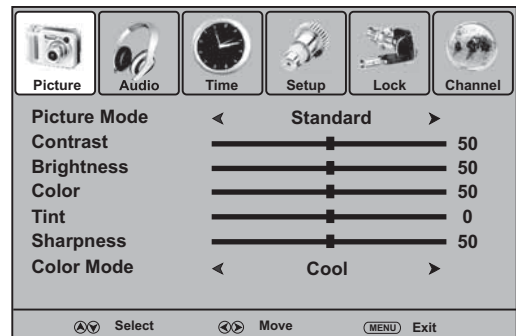 Picture Audio Time Setup Lock Channel
Picture Mode Standard
Contrast 50
Brightness 50
Color 50
Tint 0
Sharpness 50
Color Mode Cool
Select Move MENU Exit